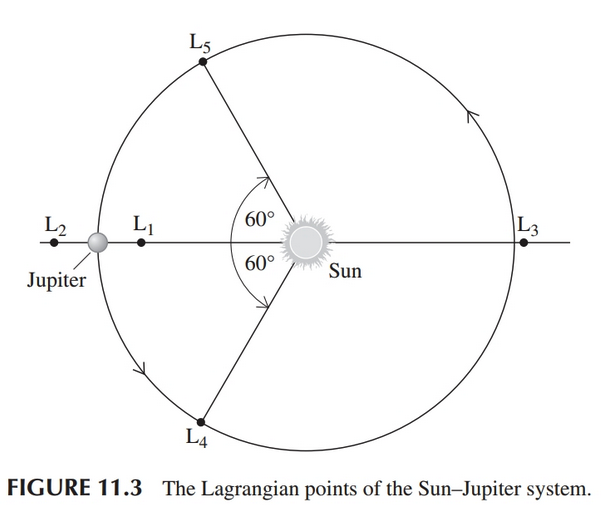 L5
L2
L1
60°
L3
60°
Jupiter
Sun
L4
FIGURE 11.3 The Lagrangian points of the Sun–Jupiter system.